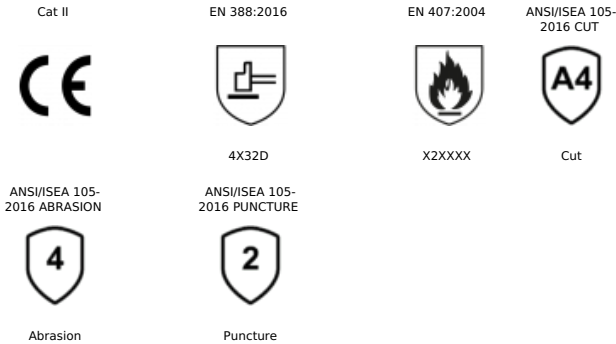 Cat II
EN 388:2016
EN 407:2004
ANSI/ISEA 105-
2016 CUT
CE
A4
4X32D
X2XXXX
Cut
ANSI/ISEA 105-
2016 ABRASION
ANSI/ISEA 105-
2016 PUNCTURE
4
2
Abrasion
Puncture